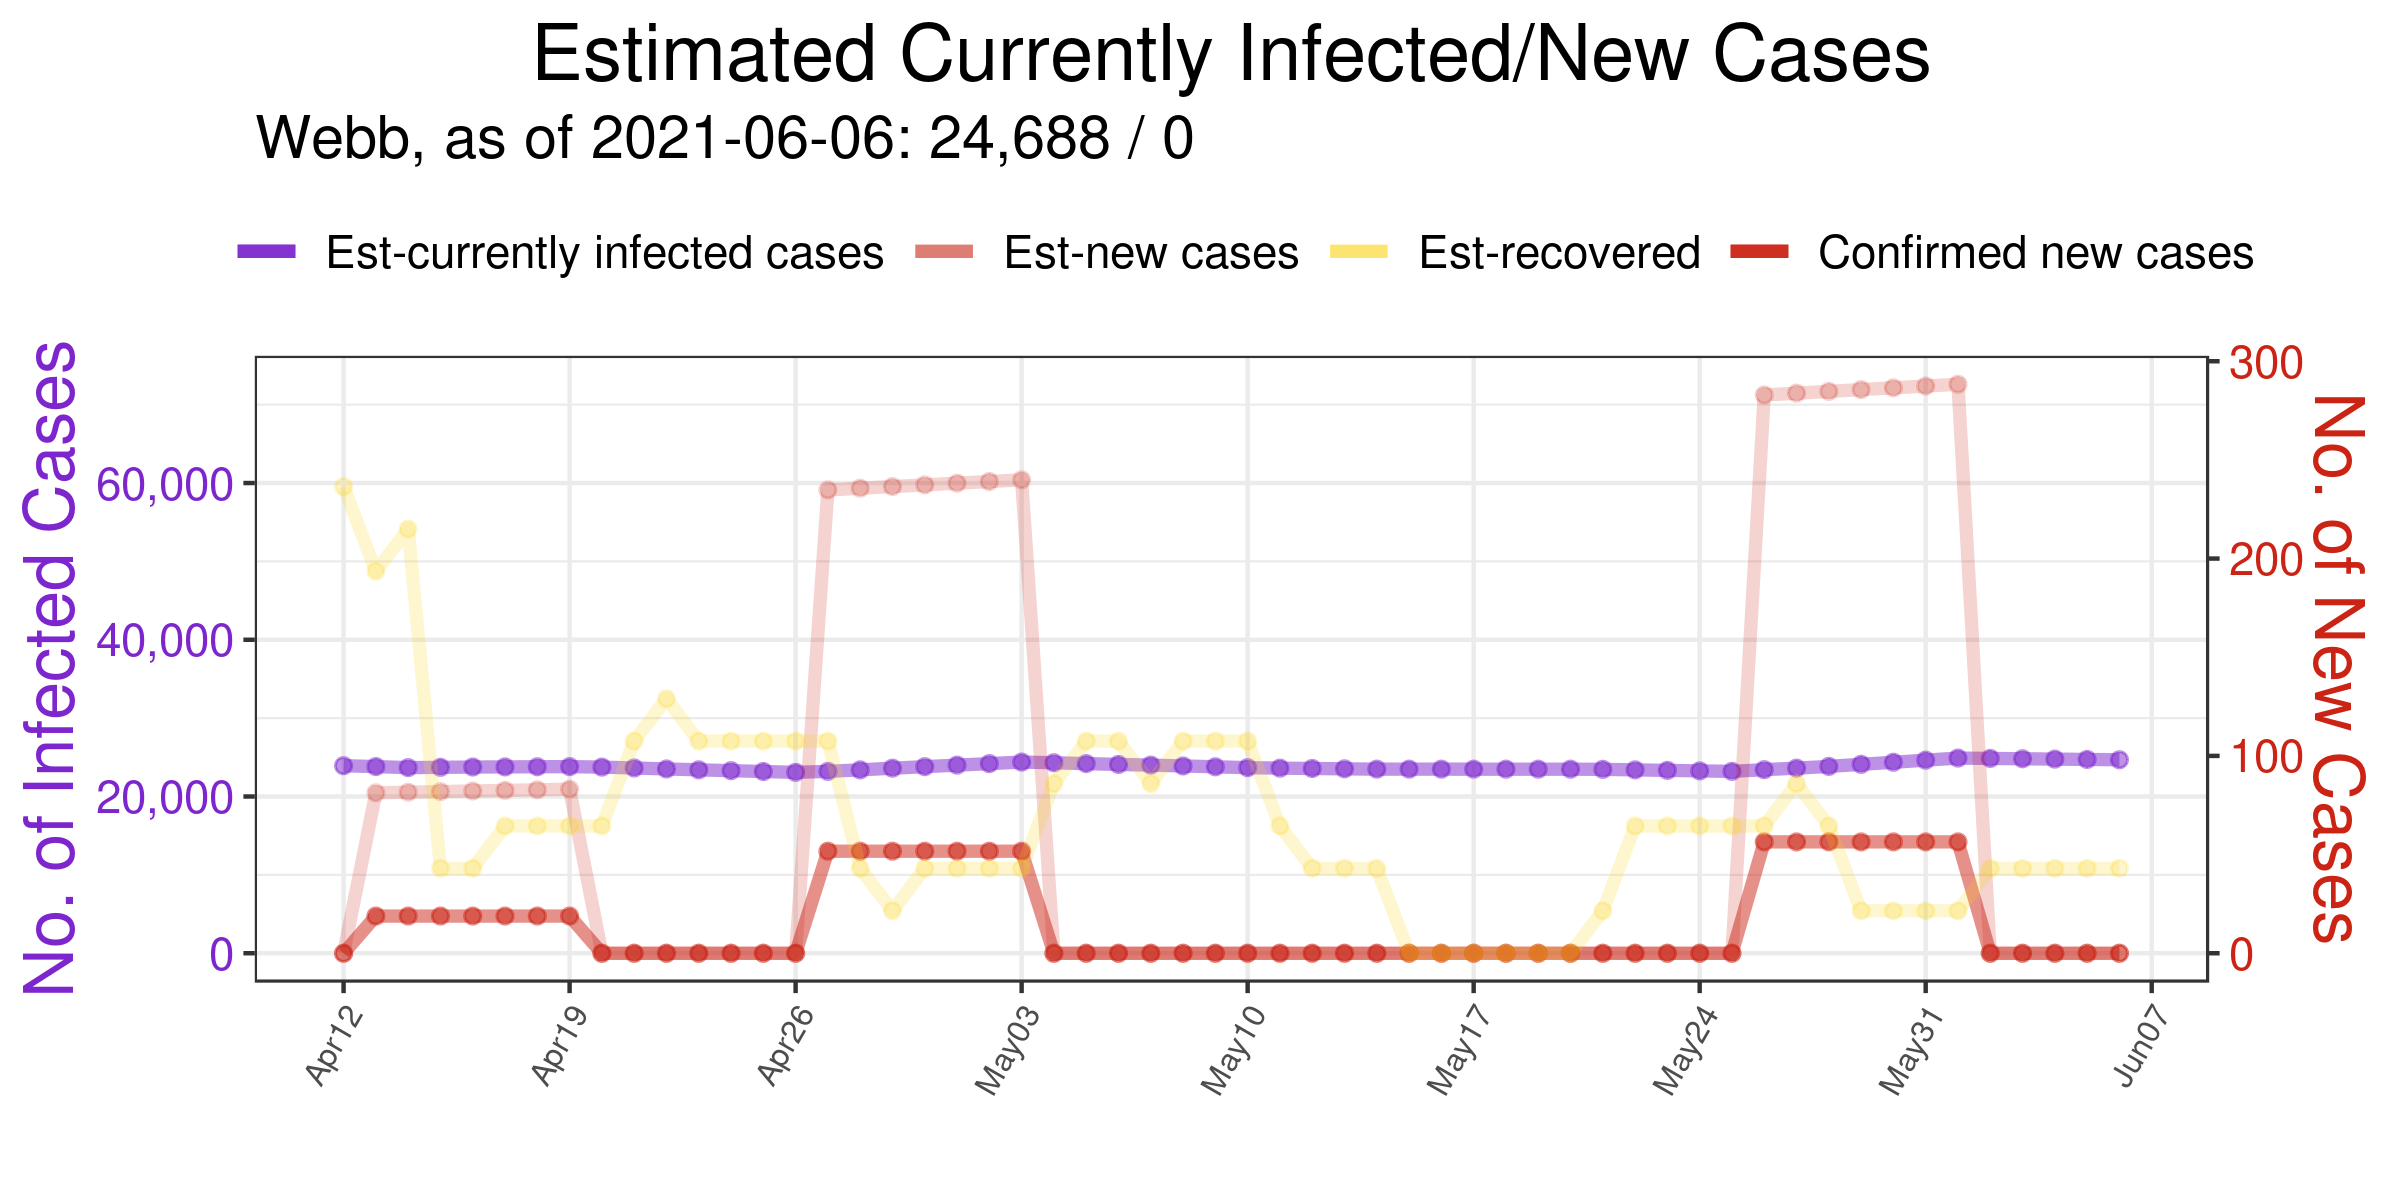 Estimated Currently Infected/New Cases
Webb, as of 2021-06-06: 24,688 / 0
Est-currently infected cases Est-new cases Est-recovered Confirmed new cases
No. of Infected Cases
60,000
40,000
20,000
0
300
200
100
0
No. of New Cases
Apr12 Apr19 Apr26 May03 May10 May17 May24 May31 Jun07